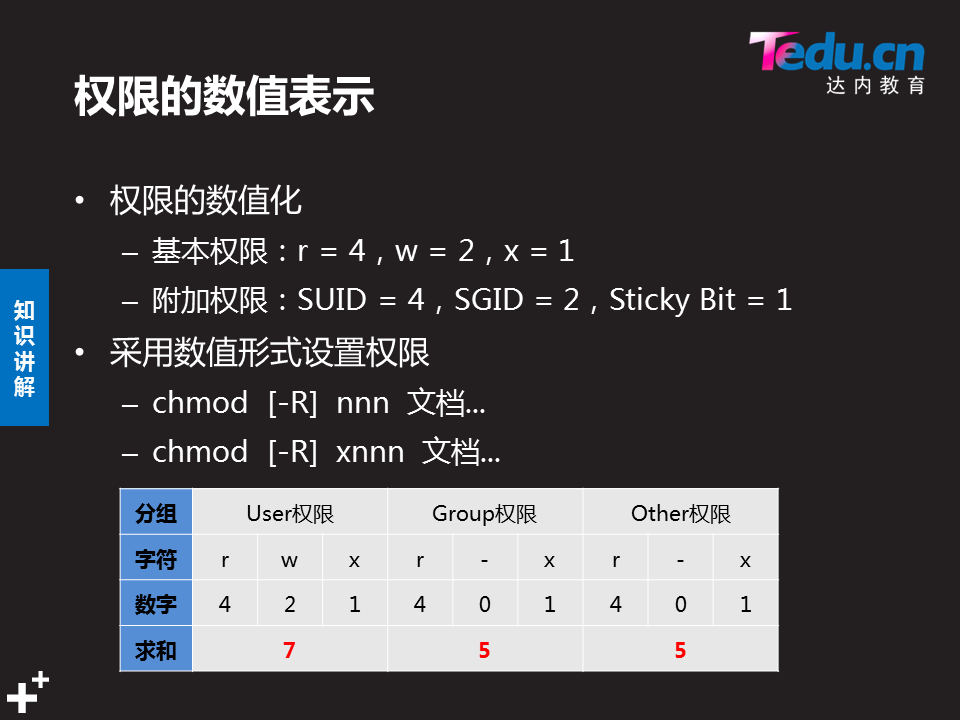 Tedu.cn
达内教育
权限的数值表示
• 权限的数值化
– 基本权限：r = 4，w = 2，x = 1
– 附加权限：SUID = 4，SGID = 2，Sticky Bit = 1
• 采用数值形式设置权限
– chmod [-R] nnn 文档...
– chmod [-R] xnnn 文档...
知识讲解
分组 User权限 Group权限 Other权限
字符 r w x r - x r - x
数字 4 2 1 4 0 1 4 0 1
求和 7 5 5